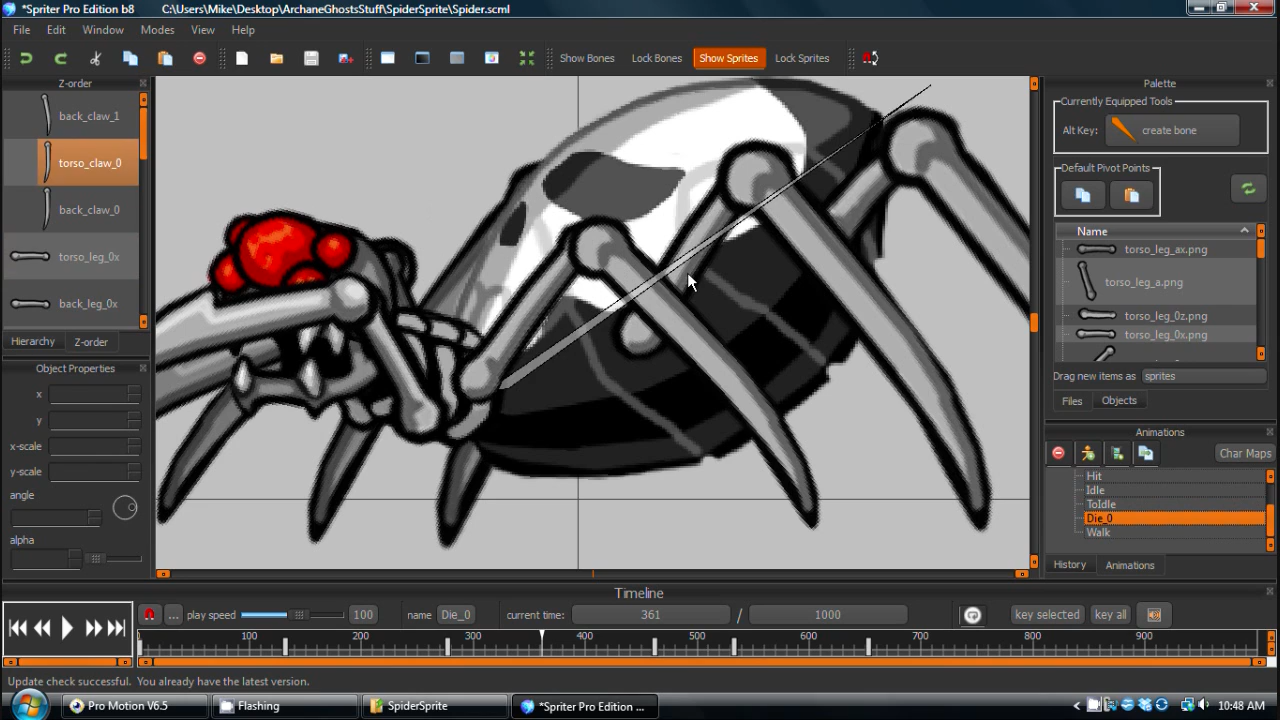 *Spriter Pro Edition b8 C:\Users\Mike\Desktop\ArchaneGhostsStuff\SpiderSprite\Spider.scml
File Edit Window Modes View Help
Show Bones Lock Bones Show Sprites Lock Sprites
Z-order
back_claw_1
torso_claw_0
back_claw_0
torso_leg_0x
back_leg_0x
Hierarchy Z-order
Object Properties
x
y
x-scale
y-scale
angle
alpha
Palette
Currently Equipped Tools
Alt Key: create bone
Default Pivot Points
Name
torso_leg_ax.png
torso_leg_a.png
torso_leg_0z.png
torso_leg_0x.png
Drag new items as sprites
Files Objects
Animations
Char Maps
Hit
Idle
ToIdle
Die_0
Walk
History Animations
Timeline
... play speed 100 name Die_0 current time: 361 / 1000 key selected key all
100 200 300 400 500 600 700 800 900
Update check successful. You already have the latest version.
Pro Motion V6.5 Flashing SpiderSprite *Spriter Pro Edition ... 10:48 AM